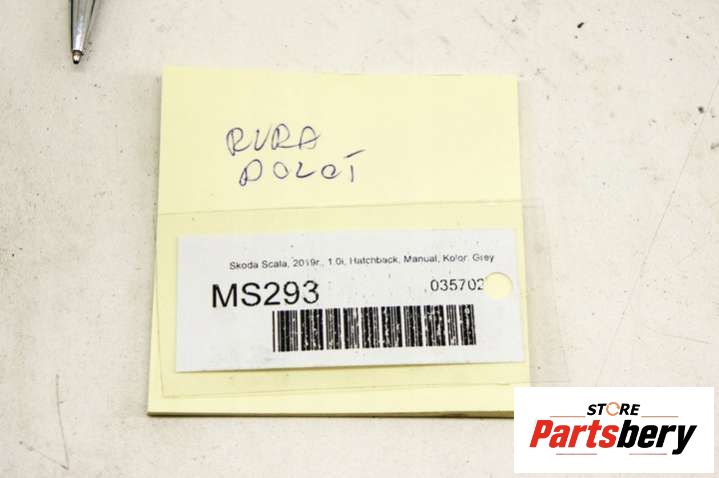 RURA
DOLOT
Skoda Scala, 2019r., 1.0i, Hatchback, Manual, Kolor: Grey
MS293
035702
STORE
Partsbery